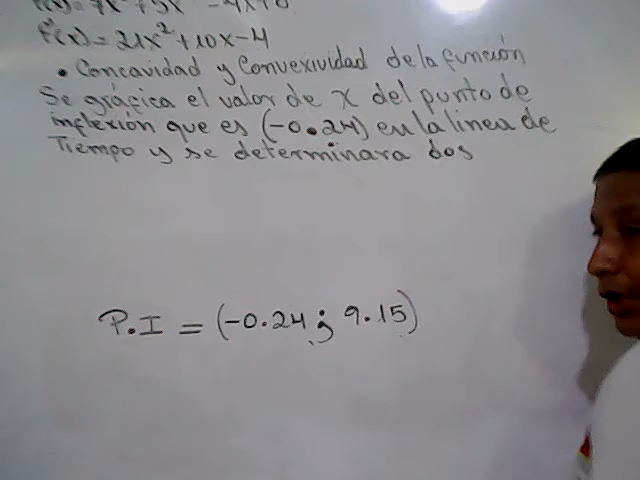 f'(x) = 21x² + 10x - 4
• Concavidad y Convexividad de la función
Se gráfica el valor de x del punto de
inflexión que es (-0.24) en la linea de
Tiempo y se determinara dos
P.I = (-0.24 ; 9.15)